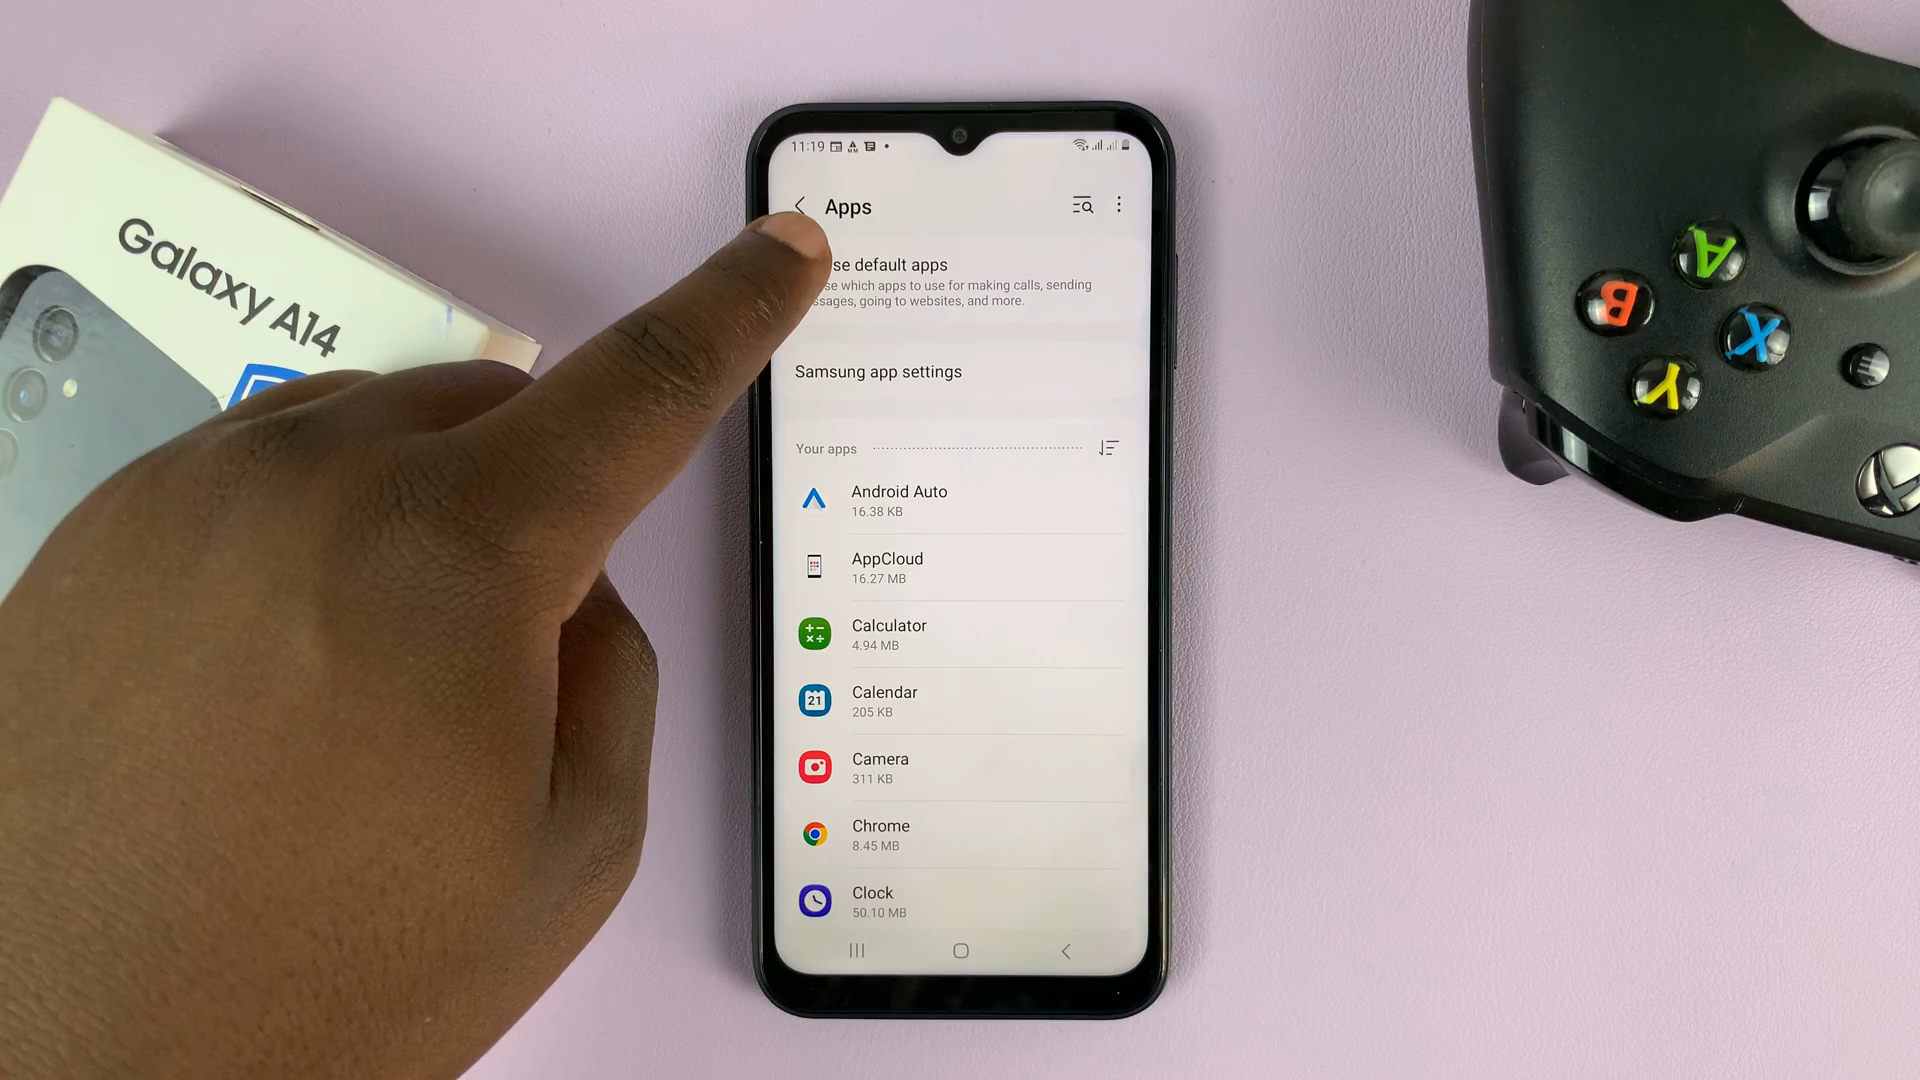 Galaxy A14
11:19
Apps
se default apps
se which apps to use for making calls, sending
ssages, going to websites, and more.
Samsung app settings
Your apps
Android Auto
16.38 KB
AppCloud
16.27 MB
Calculator
4.94 MB
21
Calendar
205 KB
Camera
311 KB
Chrome
8.45 MB
Clock
50.10 MB
A
B
X
Y